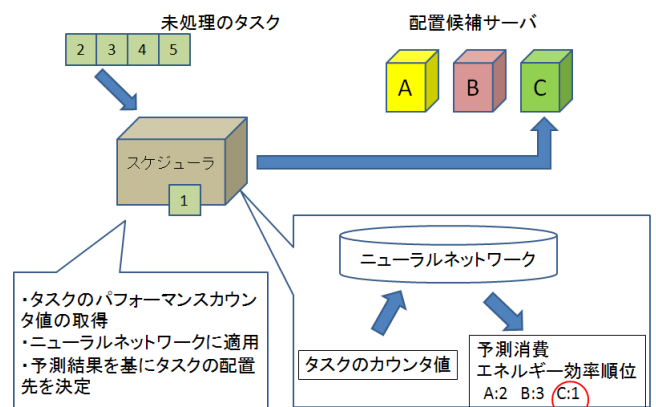 未処理のタスク
配置候補サーバ
2 3 4 5
A B C
スケジューラ
1
ニューラルネットワーク
・タスクのパフォーマンスカウン
タ値の取得
・ニューラルネットワークに適用
・予測結果を基にタスクの配置
先を決定
タスクのカウンタ値
予測消費
エネルギー効率順位
A:2 B:3 C:1